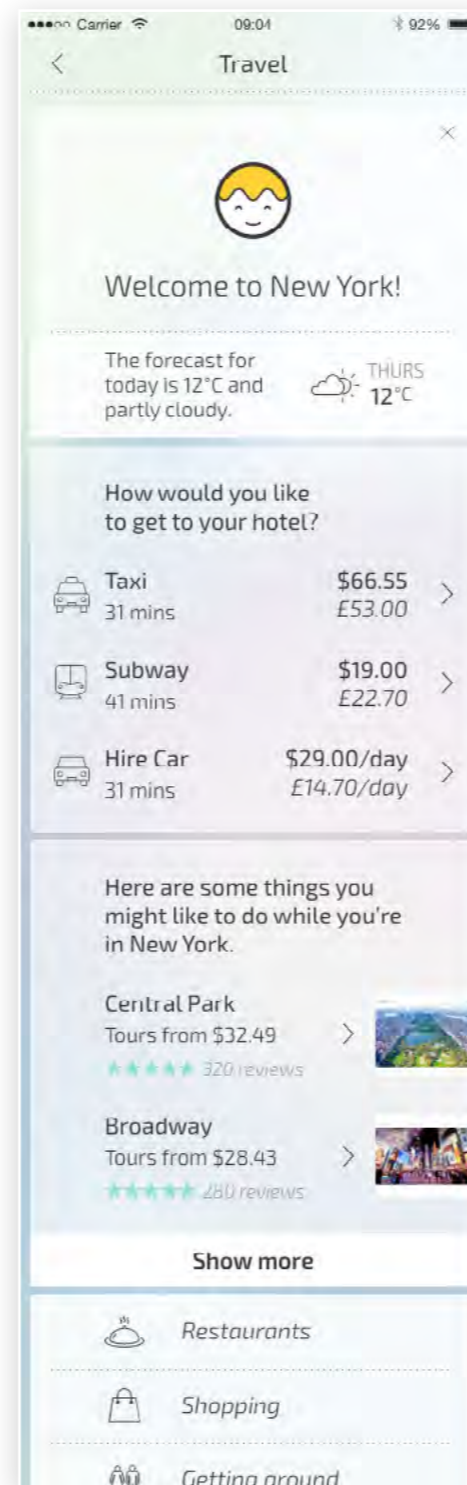 Carrier 09:04 92%
Travel
Welcome to New York!
The forecast for
today is 12°C and
partly cloudy.
THURS
12°C
How would you like
to get to your hotel?
Taxi $66.55
31 mins £53.00
Subway $19.00
41 mins £22.70
Hire Car $29.00/day
31 mins £14.70/day
Here are some things you
might like to do while you're
in New York.
Central Park
Tours from $32.49
320 reviews
Broadway
Tours from $28.43
280 reviews
Show more
Restaurants
Shopping
Getting around